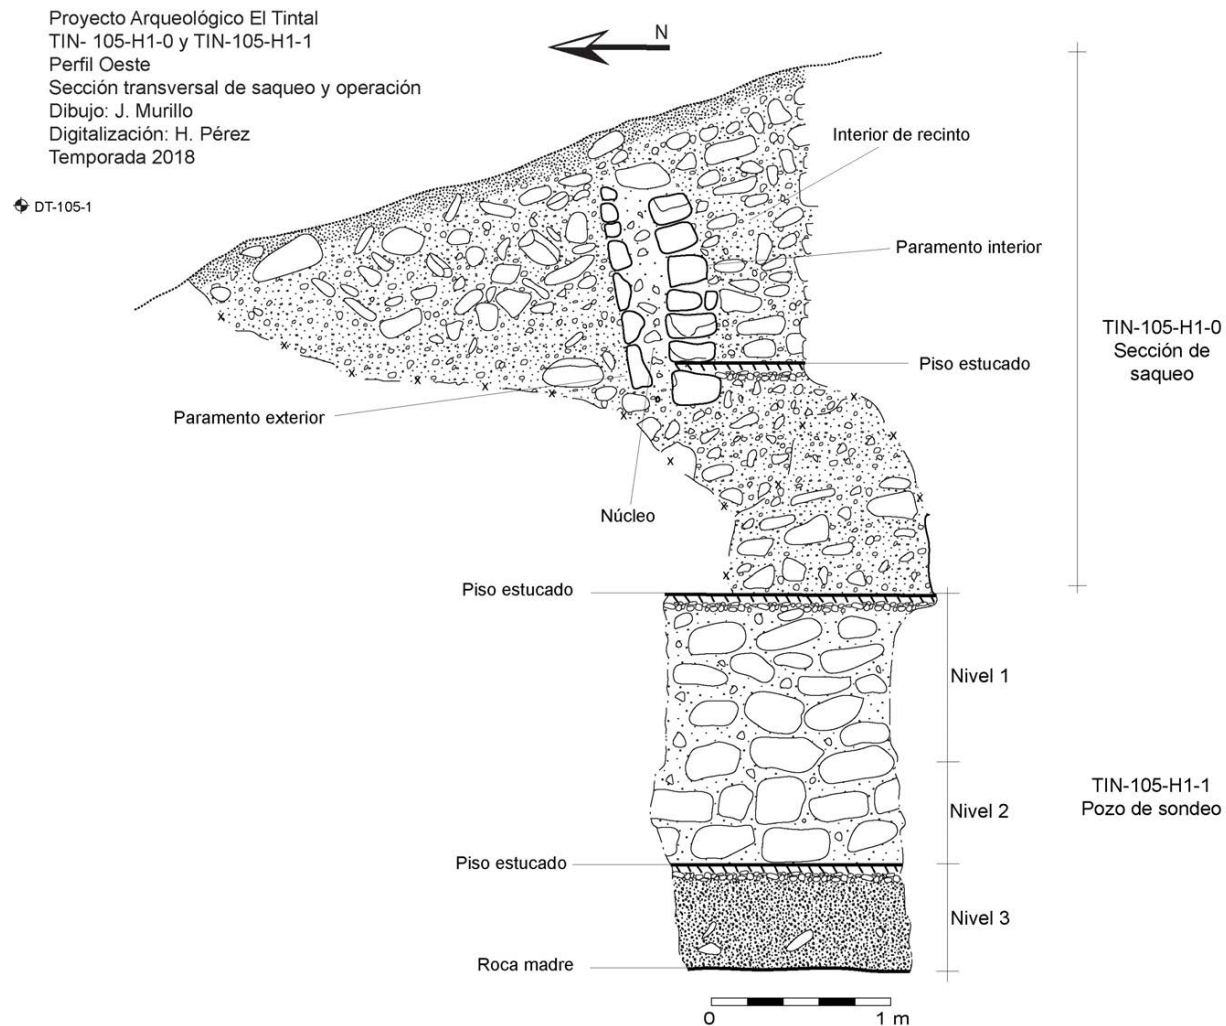 Proyecto Arqueológico El Tintal
TIN- 105-H1-0 y TIN-105-H1-1
Perfil Oeste
Sección transversal de saqueo y operación
Dibujo: J. Murillo
Digitalización: H. Pérez
Temporada 2018
N
DT-105-1
Interior de recinto
Paramento interior
Piso estucado
Paramento exterior
Núcleo
TIN-105-H1-0
Sección de
saqueo
Piso estucado
Nivel 1
Nivel 2
TIN-105-H1-1
Pozo de sondeo
Piso estucado
Nivel 3
Roca madre
0 1 m